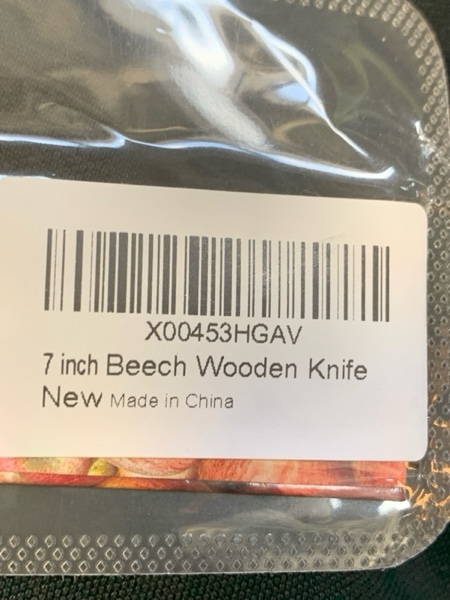 X00453HGAV
7 inch Beech Wooden Knife
New Made in China